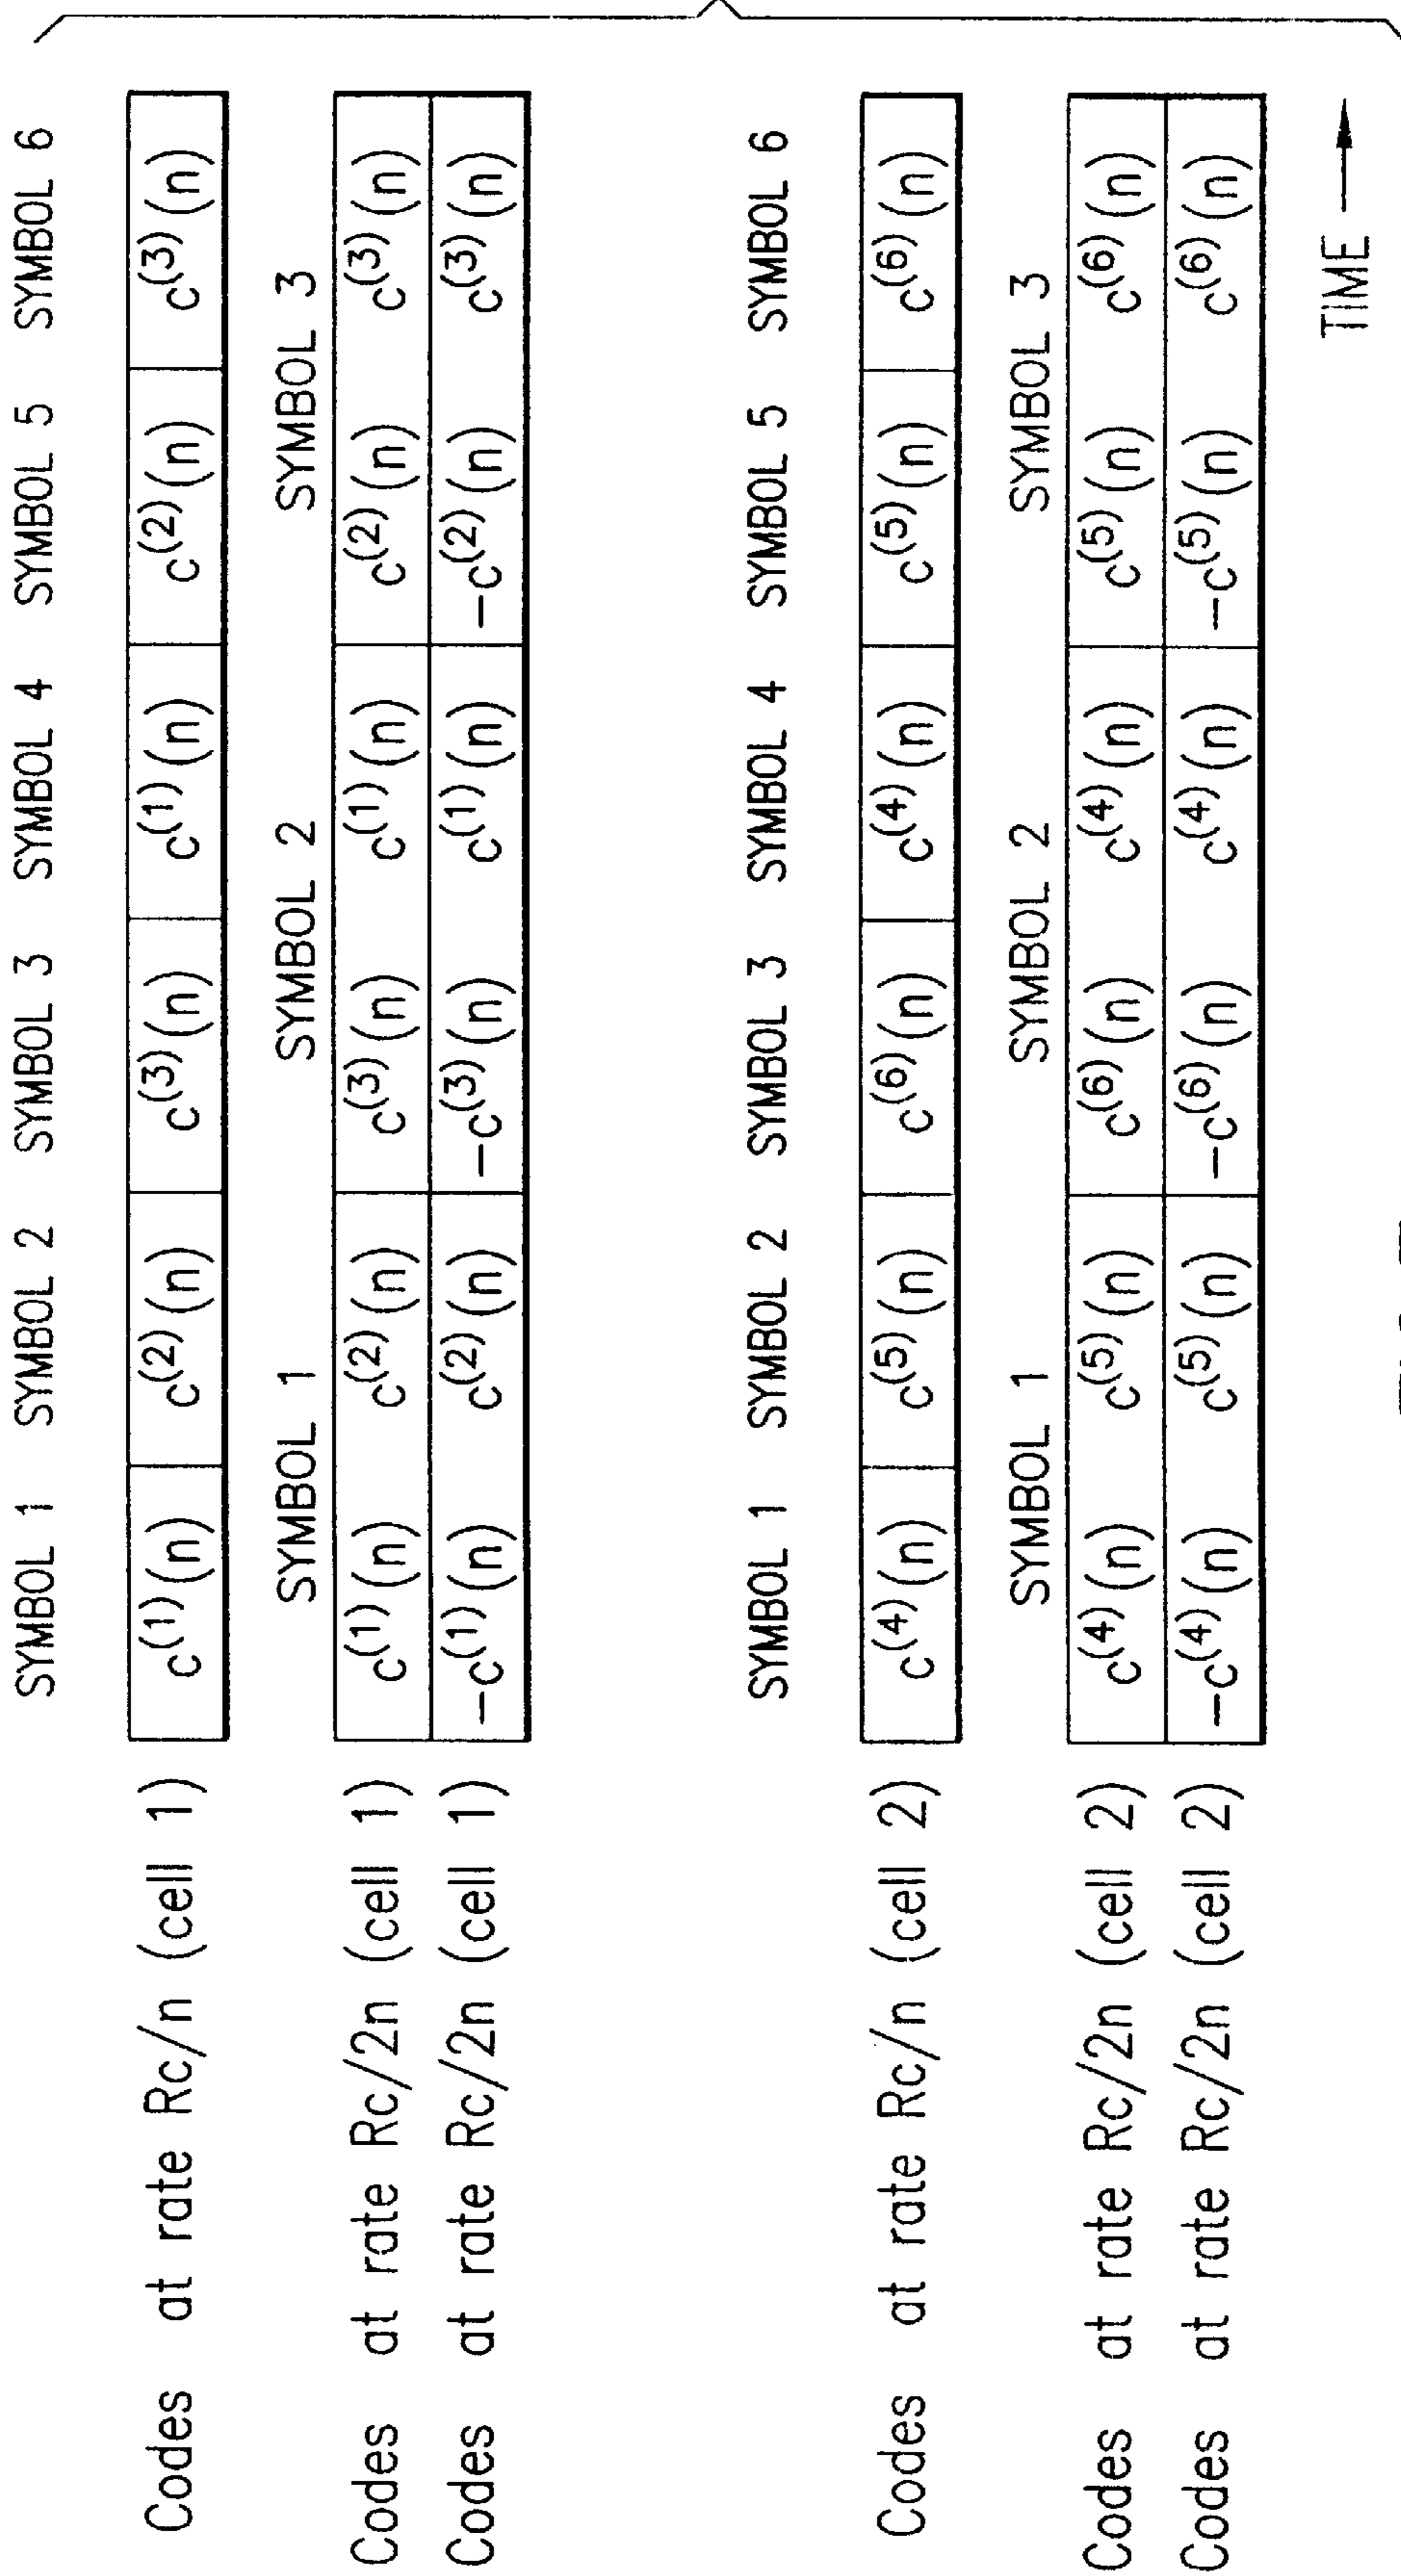 SYMBOL 1 SYMBOL 2 SYMBOL 3 SYMBOL 4 SYMBOL 5 SYMBOL 6
Codes at rate Rc/n (cell 1) c(1)(n) c(2)(n) c(3)(n) c(1)(n) c(2)(n) c(3)(n)
SYMBOL 1 SYMBOL 2 SYMBOL 3
Codes at rate Rc/2n (cell 1) c(1)(n) c(2)(n) c(3)(n) c(1)(n) c(2)(n) c(3)(n)
Codes at rate Rc/2n (cell 1) −c(1)(n) c(2)(n) −c(3)(n) c(1)(n) −c(2)(n) c(3)(n)
SYMBOL 1 SYMBOL 2 SYMBOL 3 SYMBOL 4 SYMBOL 5 SYMBOL 6
Codes at rate Rc/n (cell 2) c(4)(n) c(5)(n) c(6)(n) c(4)(n) c(5)(n) c(6)(n)
SYMBOL 1 SYMBOL 2 SYMBOL 3
Codes at rate Rc/2n (cell 2) c(4)(n) c(5)(n) c(6)(n) c(4)(n) c(5)(n) c(6)(n)
Codes at rate Rc/2n (cell 2) −c(4)(n) c(5)(n) −c(6)(n) c(4)(n) −c(5)(n) c(6)(n)
TIME